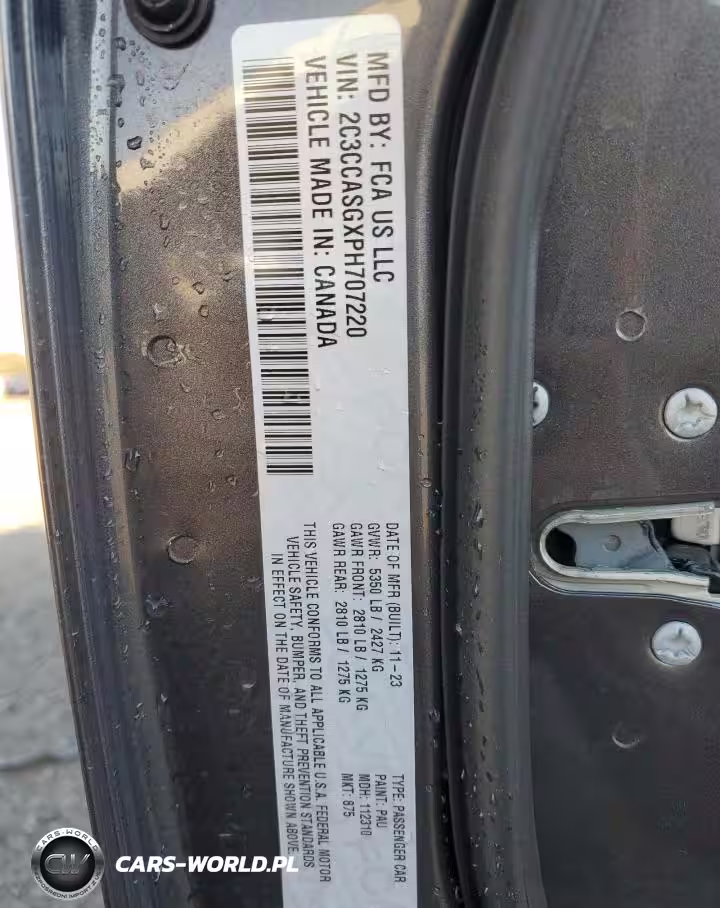 MFD BY: FCA US LLC
VIN: 2C3CCASGXPH707220
VEHICLE MADE IN: CANADA
DATE OF MFR (BUILT): 11-23
GVWR: 5350 LB / 2427 KG
GAWR FRONT: 2810 LB / 1275 KG
GAWR REAR: 2810 LB / 1275 KG
THIS VEHICLE CONFORMS TO ALL APPLICABLE U.S.A. FEDERAL MOTOR
VEHICLE SAFETY, BUMPER, AND THEFT PREVENTION STANDARDS
IN EFFECT ON THE DATE OF MANUFACTURE SHOWN ABOVE.
TYPE: PASSENGER CAR
PAINT: PAU
MDH: 112310
MKT: 875
CARS-WORLD
CW
CARS-WORLD.PL